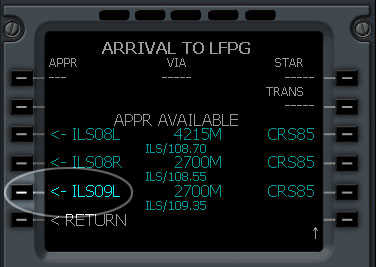 ARRIVAL TO LFPG
APPR VIA STAR
--- ----- -----
TRANS
-----
APPR AVAILABLE
<- ILS08L 4215M CRS85
ILS/108.70
<- ILS08R 2700M CRS85
ILS/108.55
<- ILS09L 2700M CRS85
ILS/109.35
< RETURN ↑